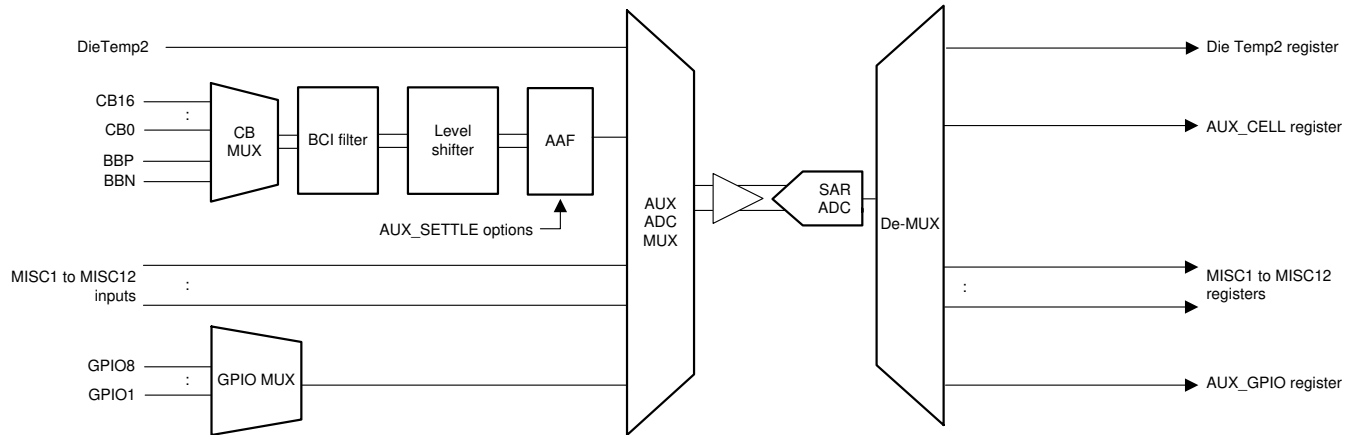 DieTemp2
CB16
:
CB0
BBP
BBN
CB
MUX
BCI filter
Level
shifter
AAF
AUX_SETTLE options
MISC1 to MISC12
inputs
:
GPIO8
:
GPIO1
GPIO MUX
AUX
ADC
MUX
SAR
ADC
De-MUX
Die Temp2 register
AUX_CELL register
:
MISC1 to MISC12
registers
AUX_GPIO register